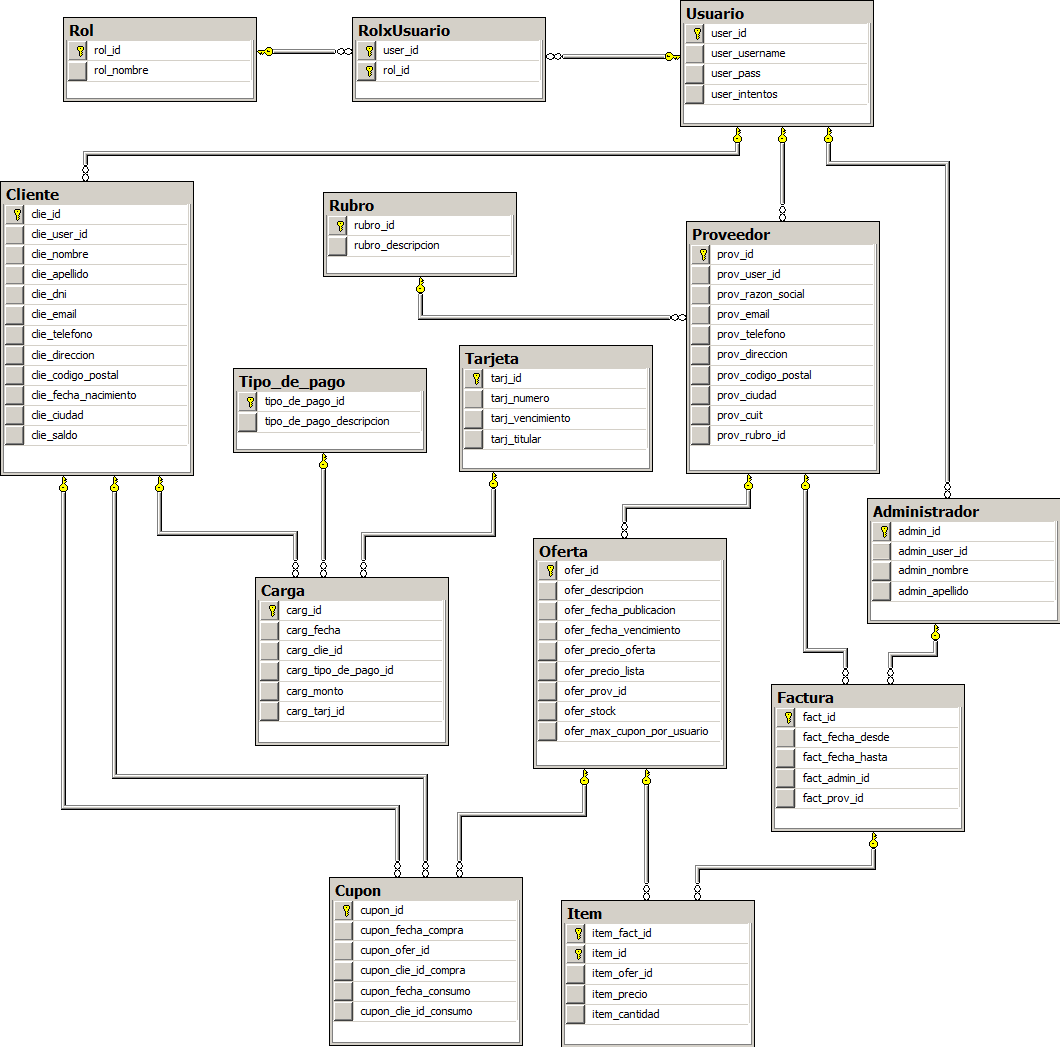 Rol
rol_id
rol_nombre
RolxUsuario
user_id
rol_id
Usuario
user_id
user_username
user_pass
user_intentos
Cliente
clie_id
clie_user_id
clie_nombre
clie_apellido
clie_dni
clie_email
clie_telefono
clie_direccion
clie_codigo_postal
clie_fecha_nacimiento
clie_ciudad
clie_saldo
Rubro
rubro_id
rubro_descripcion
Proveedor
prov_id
prov_user_id
prov_razon_social
prov_email
prov_telefono
prov_direccion
prov_codigo_postal
prov_ciudad
prov_cuit
prov_rubro_id
Tipo_de_pago
tipo_de_pago_id
tipo_de_pago_descripcion
Tarjeta
tarj_id
tarj_numero
tarj_vencimiento
tarj_titular
Administrador
admin_id
admin_user_id
admin_nombre
admin_apellido
Carga
carg_id
carg_fecha
carg_clie_id
carg_tipo_de_pago_id
carg_monto
carg_tarj_id
Oferta
ofer_id
ofer_descripcion
ofer_fecha_publicacion
ofer_fecha_vencimiento
ofer_precio_oferta
ofer_precio_lista
ofer_prov_id
ofer_stock
ofer_max_cupon_por_usuario
Factura
fact_id
fact_fecha_desde
fact_fecha_hasta
fact_admin_id
fact_prov_id
Cupon
cupon_id
cupon_fecha_compra
cupon_ofer_id
cupon_clie_id_compra
cupon_fecha_consumo
cupon_clie_id_consumo
Item
item_fact_id
item_id
item_ofer_id
item_precio
item_cantidad